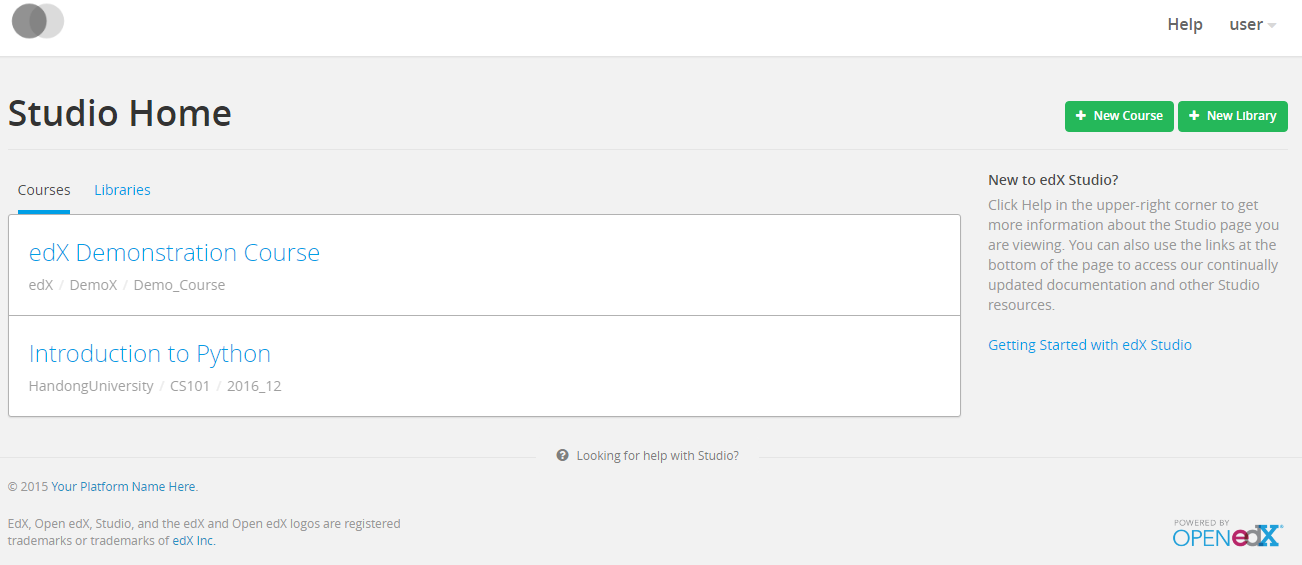 Help user
Studio Home
New Course New Library
Courses Libraries
edX Demonstration Course
edX / DemoX / Demo_Course
Introduction to Python
HandongUniversity / CS101 / 2016_12
New to edX Studio?
Click Help in the upper-right corner to get
more information about the Studio page you
are viewing. You can also use the links at the
bottom of the page to access our continually
updated documentation and other Studio
resources.
Getting Started with edX Studio
Looking for help with Studio?
© 2015 Your Platform Name Here.
EdX, Open edX, Studio, and the edX and Open edX logos are registered
trademarks or trademarks of edX Inc.
POWERED BY
OPEN edX